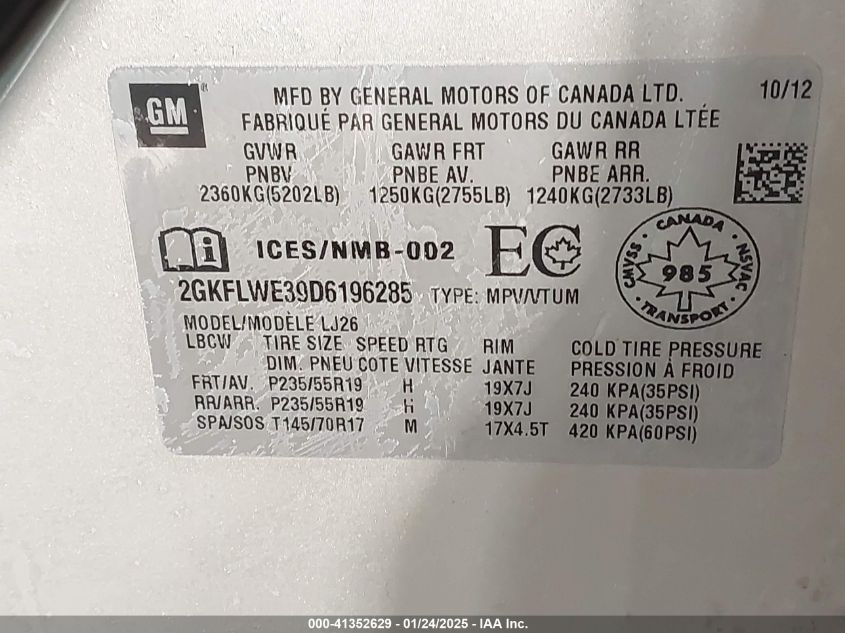 GM
MFD BY GENERAL MOTORS OF CANADA LTD. 10/12
FABRIQUÉ PAR GENERAL MOTORS DU CANADA LTÉE
GVWR GAWR FRT GAWR RR
PNBV PNBE AV. PNBE ARR.
2360KG(5202LB) 1250KG(2755LB) 1240KG(2733LB)
i ICES/NMB-002 EC
CANADA
CMVSS 985 NSVAC
TRANSPORT
2GKFLWE39D6196285 TYPE: MPV/VTUM
MODEL/MODÈLE LJ26
LBCW TIRE SIZE SPEED RTG RIM COLD TIRE PRESSURE
DIM. PNEU COTE VITESSE JANTE PRESSION À FROID
FRT/AV. P235/55R19 H 19X7J 240 KPA(35PSI)
RR/ARR. P235/55R19 H 19X7J 240 KPA(35PSI)
SPA/SOS T145/70R17 M 17X4.5T 420 KPA(60PSI)
000-41352629 - 01/24/2025 - IAA Inc.